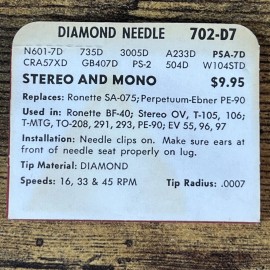 DIAMOND NEEDLE 702-D7
N601-7D 735D 3005D A233D PSA-7D
CRA57XD GB407D PS-2 504D W104STD
STEREO AND MONO $9.95
Replaces: Ronette SA-075; Perpetuum-Ebner PE-90
Used in: Ronette BF-40; Stereo OV, T-105, 106;
T-MTG, TO-208, 291, 293, PE-90; EV 55, 96, 97
Installation: Needle clips on. Make sure ears at
front of needle seat properly on lug.
Tip Material: DIAMOND
Speeds: 16, 33 & 45 RPM Tip Radius: .0007